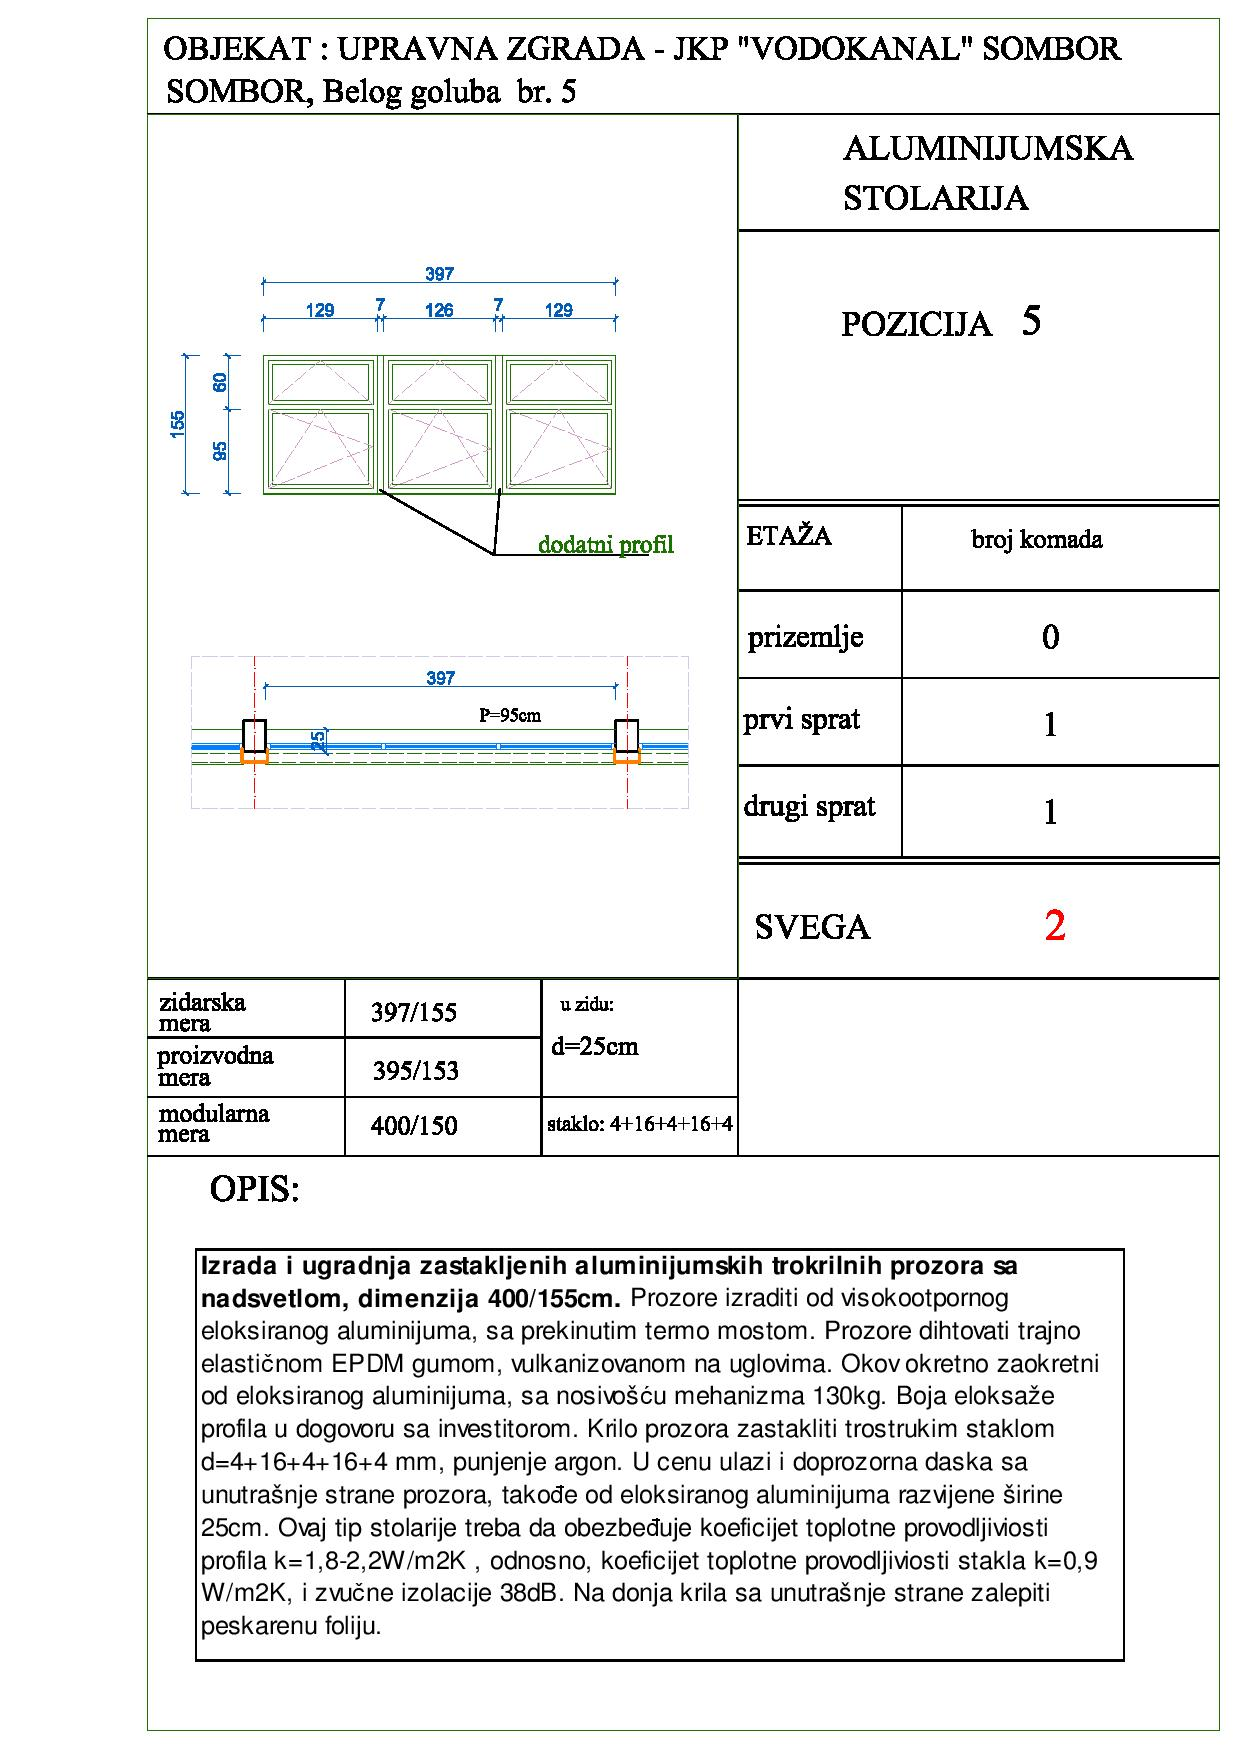 OBJEKAT : UPRAVNA ZGRADA - JKP "VODOKANAL" SOMBOR
SOMBOR, Belog goluba br. 5
ALUMINIJUMSKA
STOLARIJA
POZICIJA 5
397
129 7 126 7 129
155
60
95
dodatni profil
397
P=95cm
25
ETAŽA broj komada
prizemlje 0
prvi sprat 1
drugi sprat 1
SVEGA 2
zidarska
mera
397/155
proizvodna
mera
395/153
modularna
mera
400/150
u zidu:
d=25cm
staklo: 4+16+4+16+4
OPIS:
Izrada i ugradnja zastakljenih aluminijumskih trokrilnih prozora sa
nadsvetlom, dimenzija 400/155cm. Prozore izraditi od visokootpornog
eloksiranog aluminijuma, sa prekinutim termo mostom. Prozore dihtovati trajno
elastičnom EPDM gumom, vulkanizovanom na uglovima. Okov okretno zaokretni
od eloksiranog aluminijuma, sa nosivošću mehanizma 130kg. Boja eloksaže
profila u dogovoru sa investitorom. Krilo prozora zastakliti trostrukim staklom
d=4+16+4+16+4 mm, punjenje argon. U cenu ulazi i doprozorna daska sa
unutrašnje strane prozora, takođe od eloksiranog aluminijuma razvijene širine
25cm. Ovaj tip stolarije treba da obezbeđuje koeficijet toplotne provodljiviosti
profila k=1,8-2,2W/m2K , odnosno, koeficijet toplotne provodljiviosti stakla k=0,9
W/m2K, i zvučne izolacije 38dB. Na donja krila sa unutrašnje strane zalepiti
peskarenu foliju.